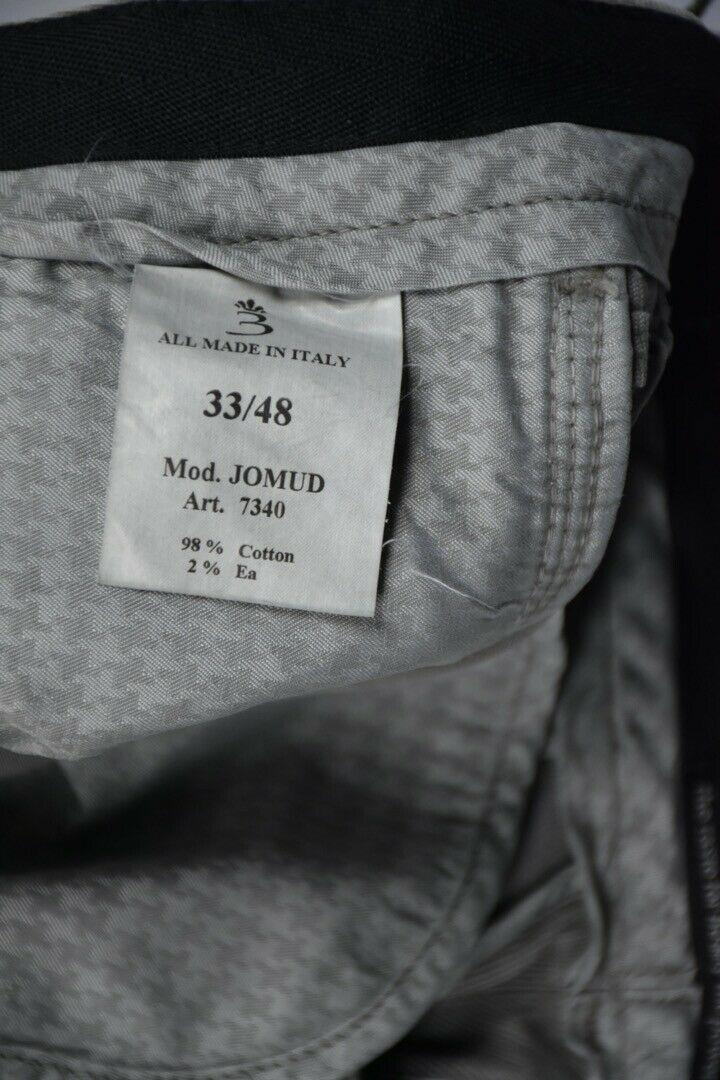 ALL MADE IN ITALY
33/48
Mod. JOMUD
Art. 7340
98 % Cotton
2 % Ea